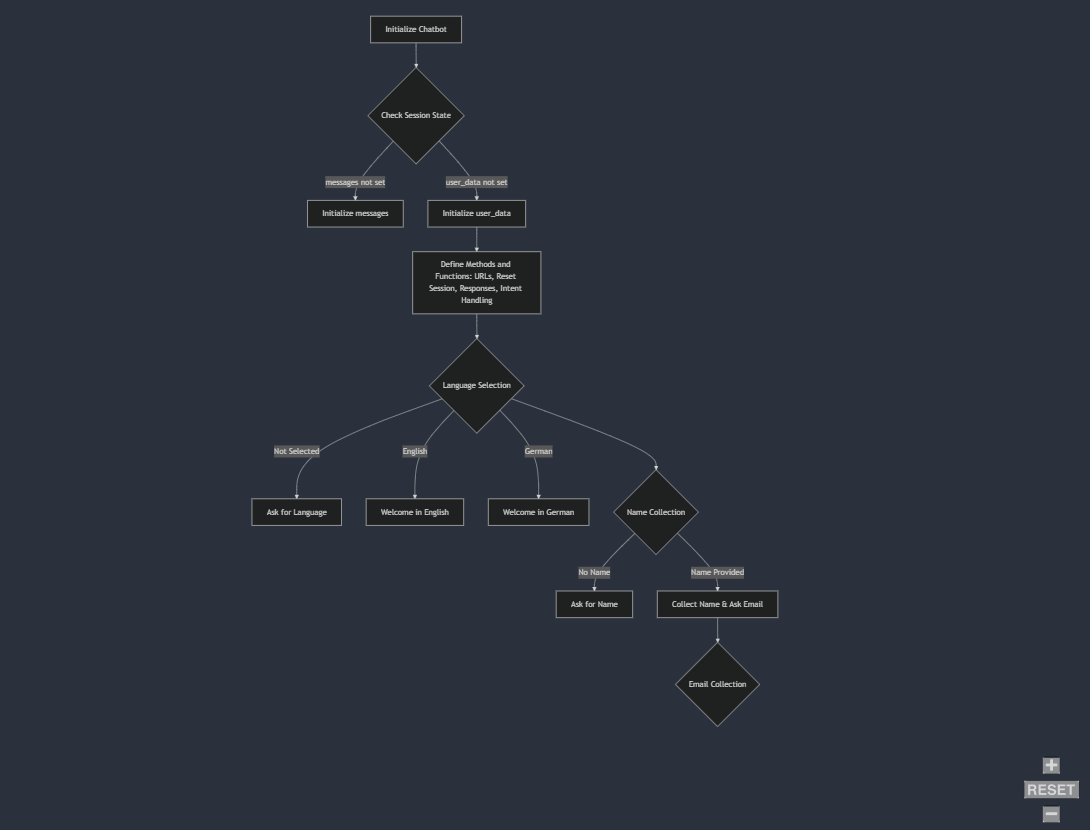 Initialize Chatbot
Check Session State
messages not set
user_data not set
Initialize messages
Initialize user_data
Define Methods and
Functions: URLs, Reset
Session, Responses, Intent
Handling
Language Selection
Not Selected
English
German
Ask for Language
Welcome in English
Welcome in German
Name Collection
No Name
Name Provided
Ask for Name
Collect Name & Ask Email
Email Collection
+
RESET
−